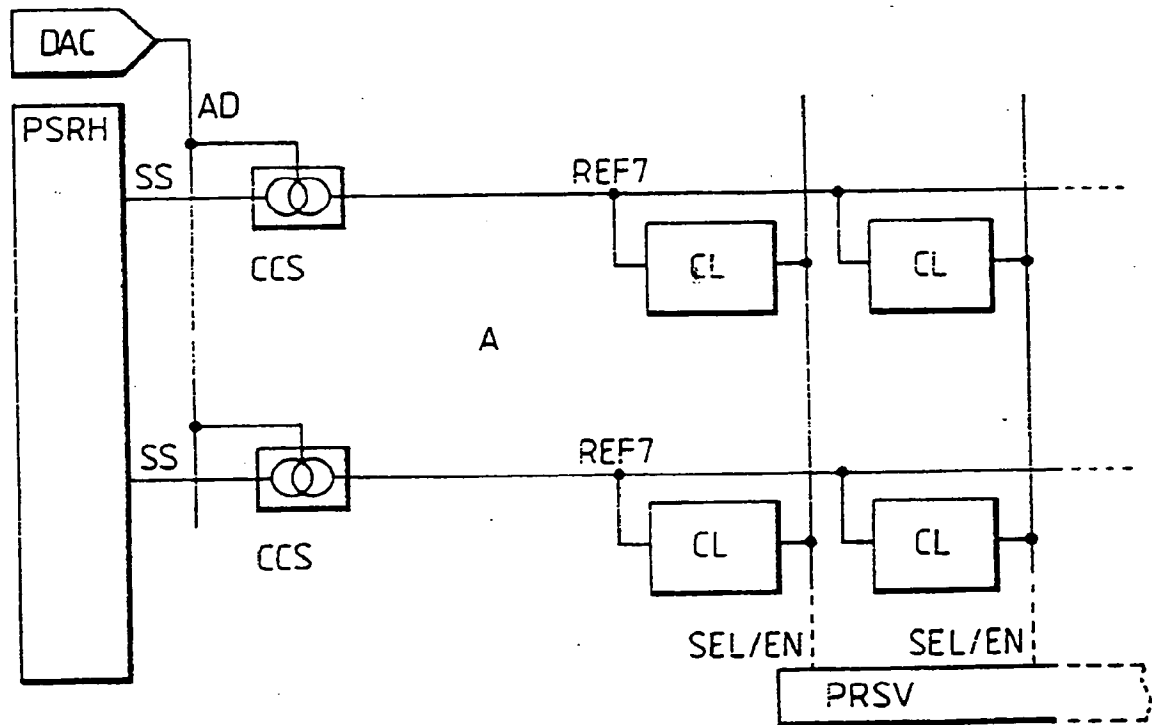 DAC
AD
PSRH
SS
REF7
CCS
CL
CL
A
SS
REF7
CCS
CL
CL
SEL/EN
SEL/EN
PRSV